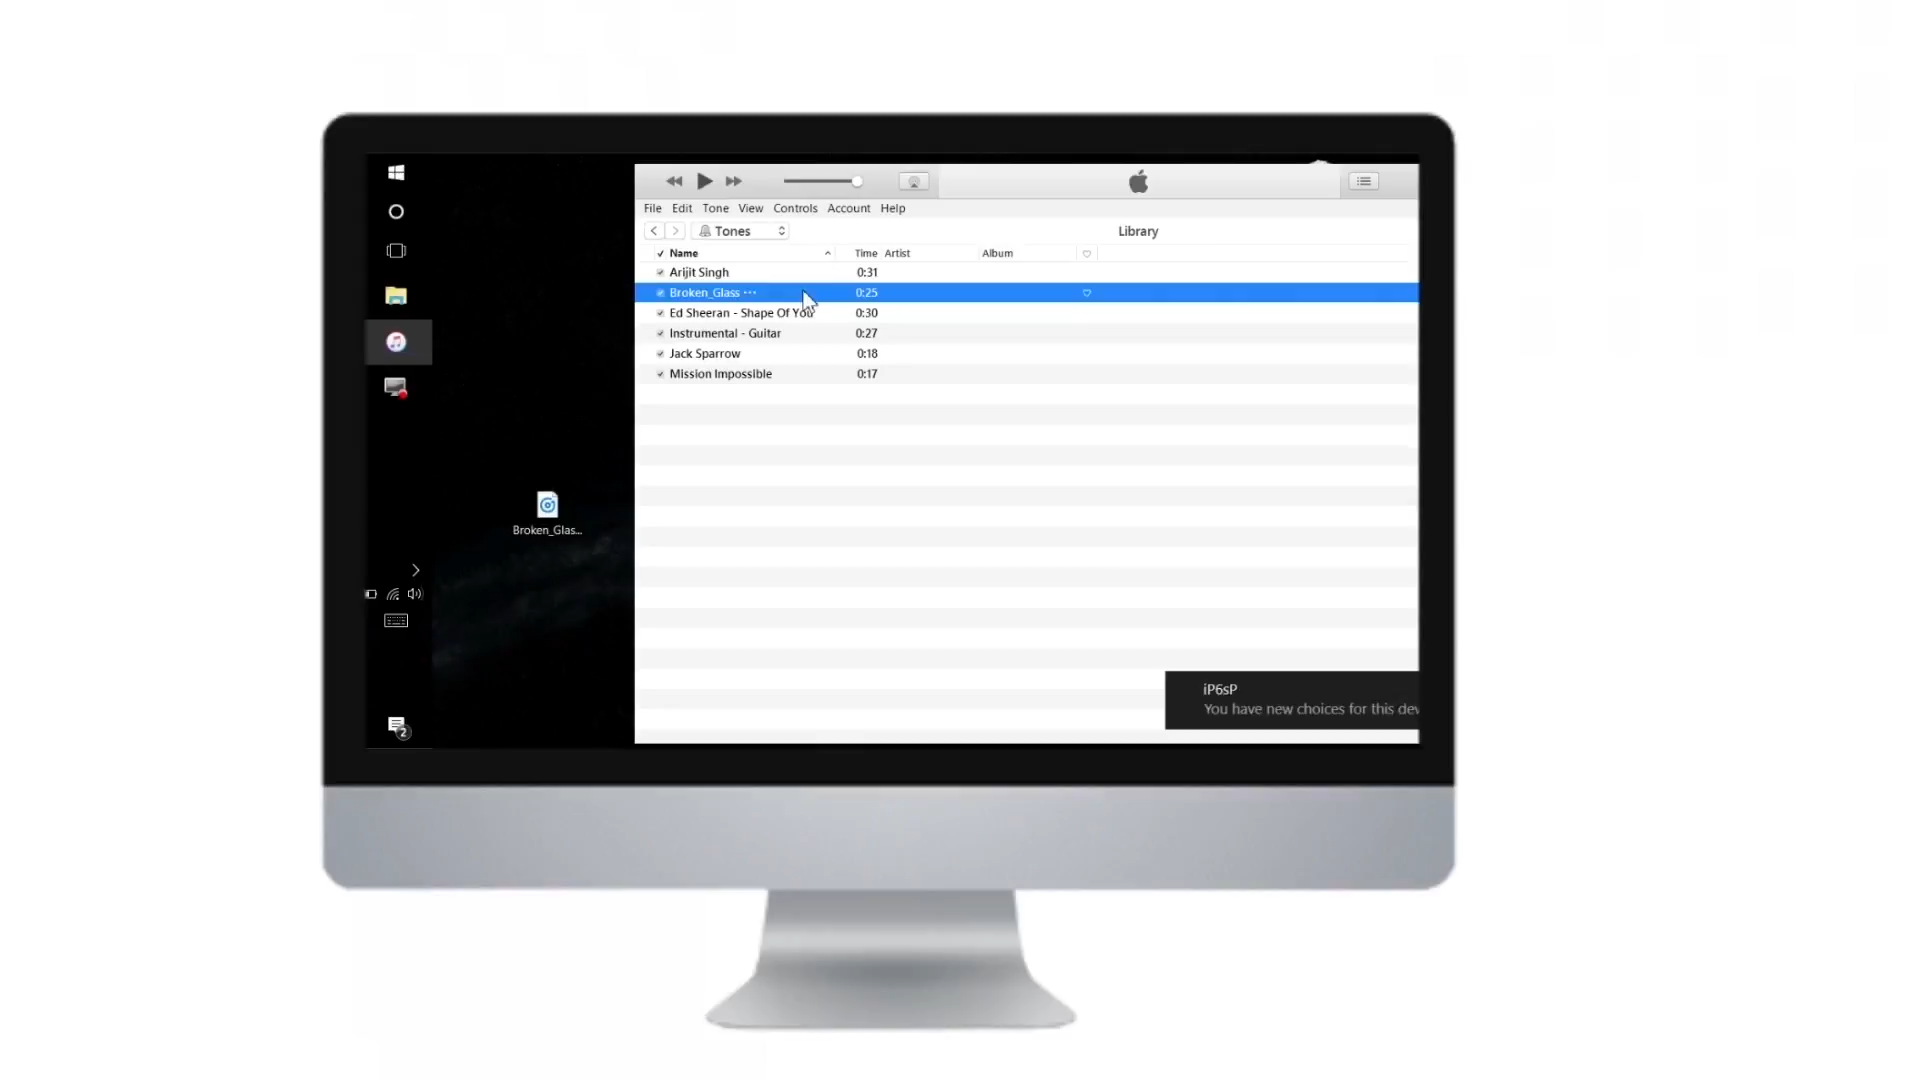 File Edit Tone View Controls Account Help
Tones
Library
Name Time Artist Album
Arijit Singh 0:31
Broken_Glass ··· 0:25
Ed Sheeran - Shape Of You 0:30
Instrumental - Guitar 0:27
Jack Sparrow 0:18
Mission Impossible 0:17
Broken_Glas...
iP6sP
You have new choices for this dev
2